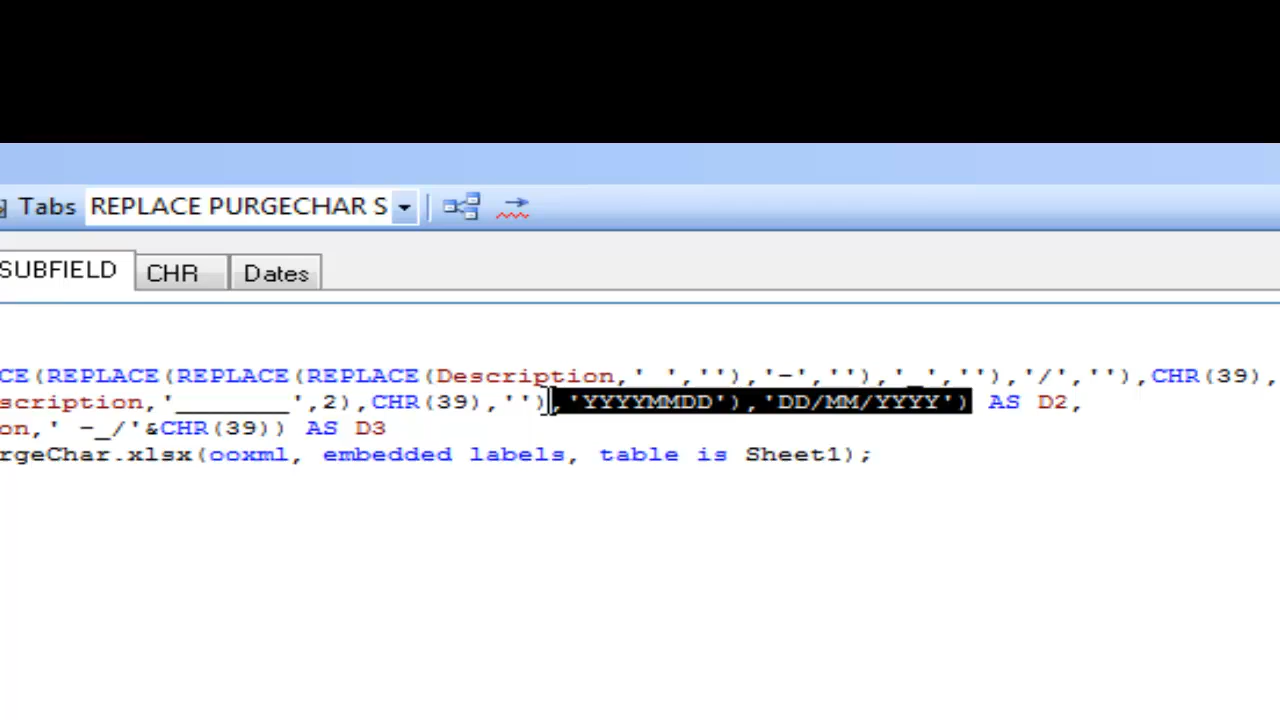 Tabs REPLACE PURGECHAR S
SUBFIELD CHR Dates
CE(REPLACE(REPLACE(REPLACE(Description,' ',''),'-',''),'_',''),'/',''),CHR(39),
scription,'_______',2),CHR(39),''),'YYYYMMDD'),'DD/MM/YYYY') AS D2,
on,' -_/'&CHR(39)) AS D3
rgeChar.xlsx(ooxml, embedded labels, table is Sheet1);